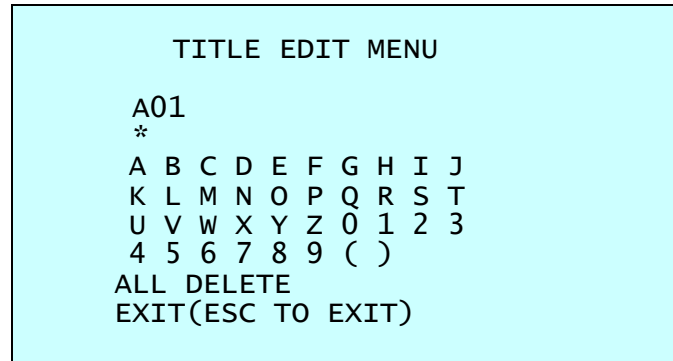 TITLE EDIT MENU
A01
*
A B C D E F G H I J
K L M N O P Q R S T
U V W X Y Z 0 1 2 3
4 5 6 7 8 9 ( )
ALL DELETE
EXIT(ESC TO EXIT)